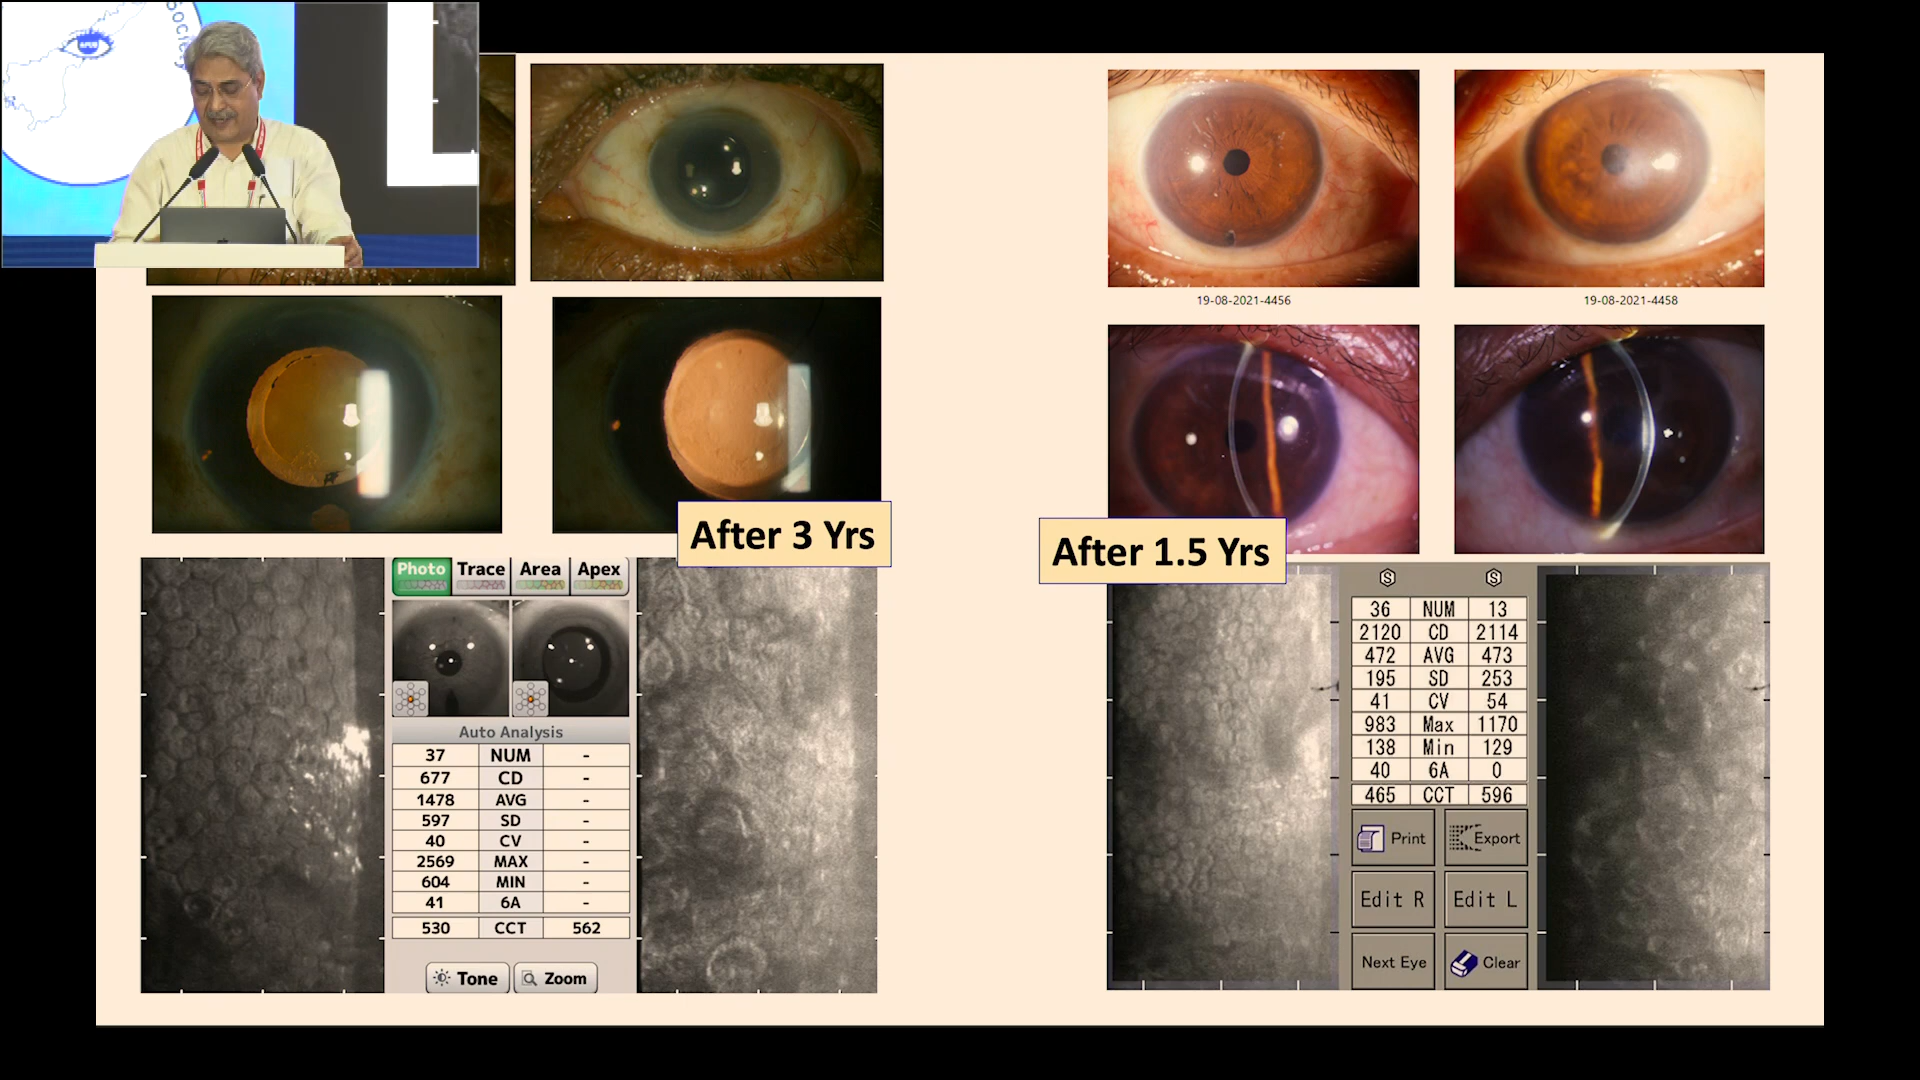 Society
19-08-2021-4456
19-08-2021-4458
After 3 Yrs
After 1.5 Yrs
Photo Trace Area Apex
Auto Analysis
37 NUM -
677 CD -
1478 AVG -
597 SD -
40 CV -
2569 MAX -
604 MIN -
41 6A -
530 CCT 562
Tone Zoom
S S
36 NUM 13
2120 CD 2114
472 AVG 473
195 SD 253
41 CV 54
983 Max 1170
138 Min 129
40 6A 0
465 CCT 596
Print Export
Edit R Edit L
Next Eye Clear